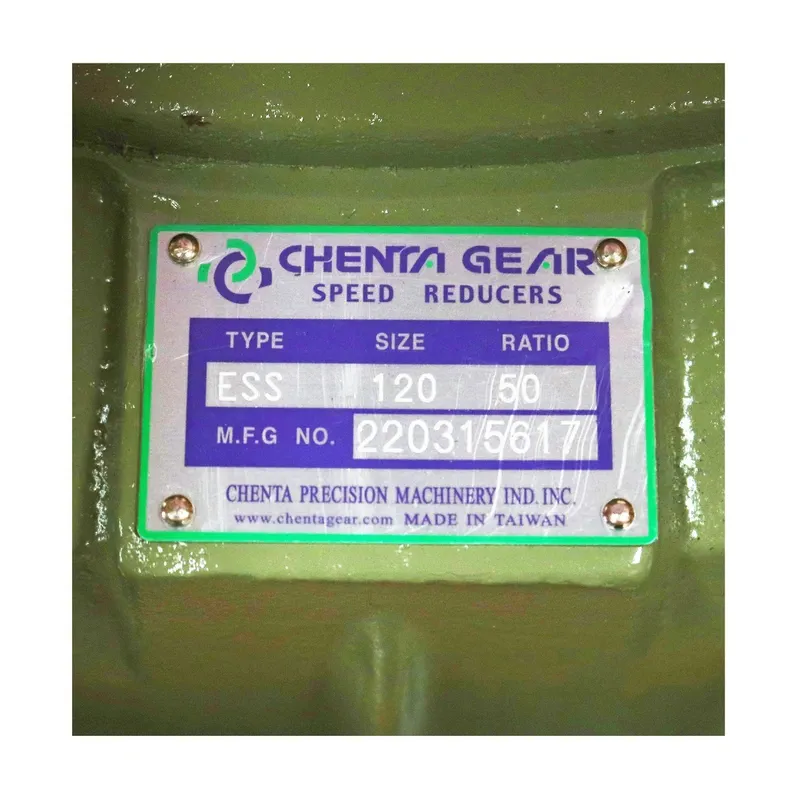 CHENTA GEAR
SPEED REDUCERS
TYPE SIZE RATIO
ESS 120 50
M.F.G NO. 220315617
CHENTA PRECISION MACHINERY IND. INC.
www.chentagear.com MADE IN TAIWAN